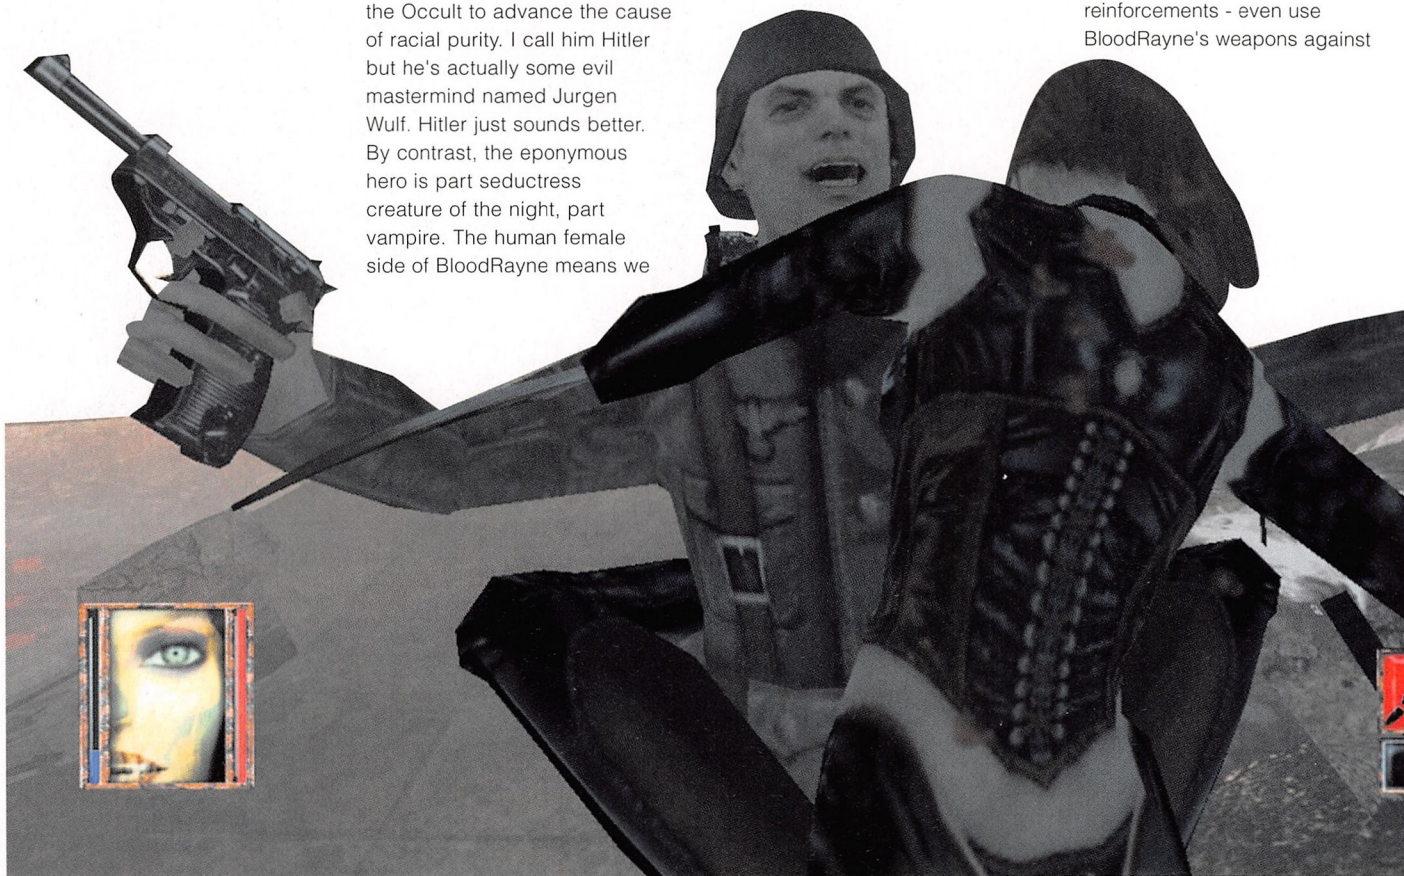 the Occult to advance the cause
of racial purity. I call him Hitler
but he's actually some evil
mastermind named Jurgen
Wulf. Hitler just sounds better.
By contrast, the eponymous
hero is part seductress
creature of the night, part
vampire. The human female
side of BloodRayne means we
reinforcements - even use
BloodRayne's weapons against